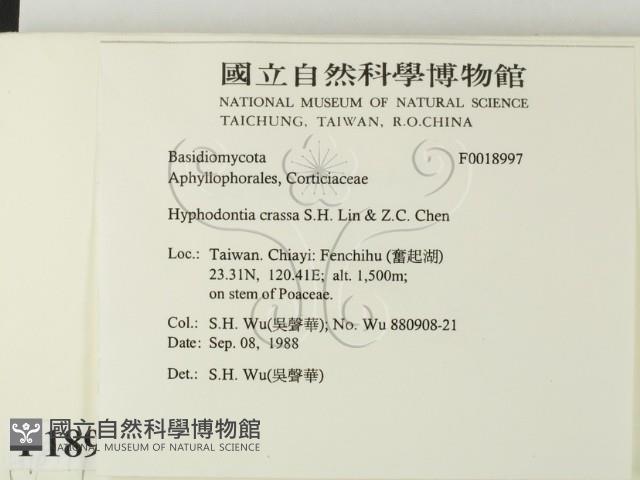 國立自然科學博物館
NATIONAL MUSEUM OF NATURAL SCIENCE
TAICHUNG, TAIWAN, R.O.CHINA
Basidiomycota F0018997
Aphyllophorales, Corticiaceae
Hyphodontia crassa S.H. Lin & Z.C. Chen
Loc.: Taiwan. Chiayi: Fenchihu (奮起湖)
23.31N, 120.41E; alt. 1,500m;
on stem of Poaceae.
Col.: S.H. Wu(吳聲華); No. Wu 880908-21
Date: Sep. 08, 1988
Det.: S.H. Wu(吳聲華)
國立自然科學博物館
NATIONAL MUSEUM OF NATURAL SCIENCE